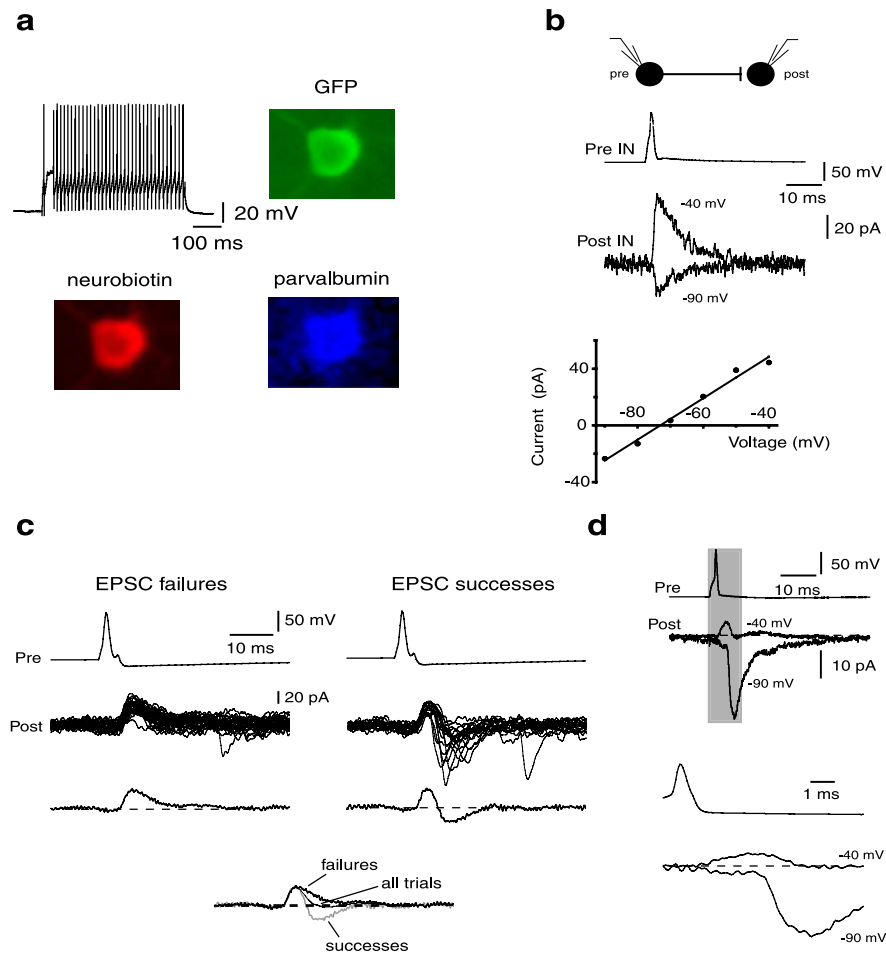 a
GFP
20 mV
100 ms
neurobiotin
parvalbumin
b
pre
post
Pre IN
50 mV
10 ms
-40 mV
20 pA
Post IN
-90 mV
Current (pA)
40
0
-40
-80
-60
-40
Voltage (mV)
c
EPSC failures
EPSC successes
50 mV
10 ms
Pre
20 pA
Post
failures
all trials
successes
d
50 mV
Pre
10 ms
Post
-40 mV
10 pA
-90 mV
1 ms
-40 mV
-90 mV